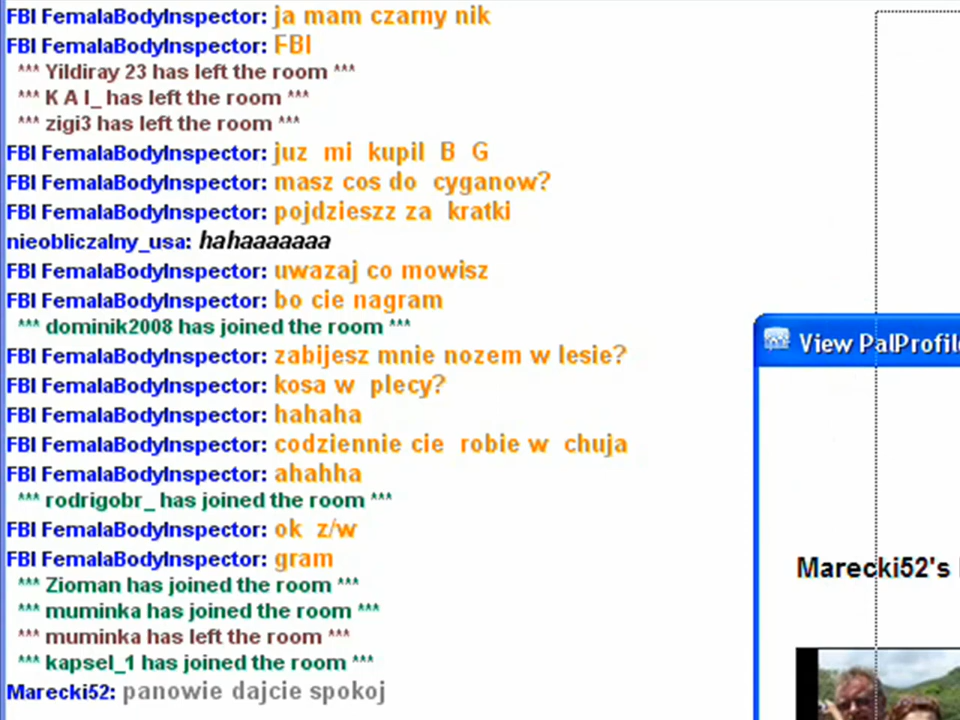 FBI FemalaBodyInspector: ja mam czarny nik
FBI FemalaBodyInspector: FBI
*** Yildiray 23 has left the room ***
*** K A I_ has left the room ***
*** zigi3 has left the room ***
FBI FemalaBodyInspector: juz mi kupil B G
FBI FemalaBodyInspector: masz cos do cyganow?
FBI FemalaBodyInspector: pojdzieszz za kratki
nieobliczalny_usa: hahaaaaaaa
FBI FemalaBodyInspector: uwazaj co mowisz
FBI FemalaBodyInspector: bo cie nagram
*** dominik2008 has joined the room ***
FBI FemalaBodyInspector: zabijesz mnie nozem w lesie?
FBI FemalaBodyInspector: kosa w plecy?
FBI FemalaBodyInspector: hahaha
FBI FemalaBodyInspector: codziennie cie robie w chuja
FBI FemalaBodyInspector: ahahha
*** rodrigobr_ has joined the room ***
FBI FemalaBodyInspector: ok z/w
FBI FemalaBodyInspector: gram
*** Zioman has joined the room ***
*** muminka has joined the room ***
*** muminka has left the room ***
*** kapsel_1 has joined the room ***
Marecki52: panowie dajcie spokoj
View PalProfile
Marecki52's